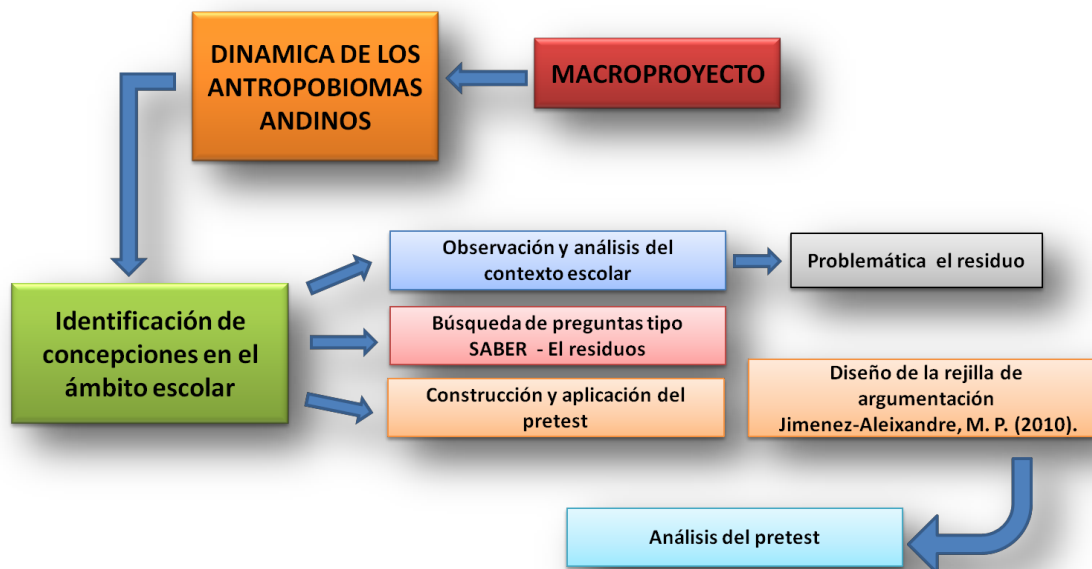 DINAMICA DE LOS
ANTROPOBIOMAS
ANDINOS
MACROPROYECTO
Observación y análisis del
contexto escolar
Problemática el residuo
Identificación de
concepciones en el
ámbito escolar
Búsqueda de preguntas tipo
SABER - El residuos
Construcción y aplicación del
pretest
Diseño de la rejilla de
argumentación
Jimenez-Aleixandre, M. P. (2010).
Análisis del pretest